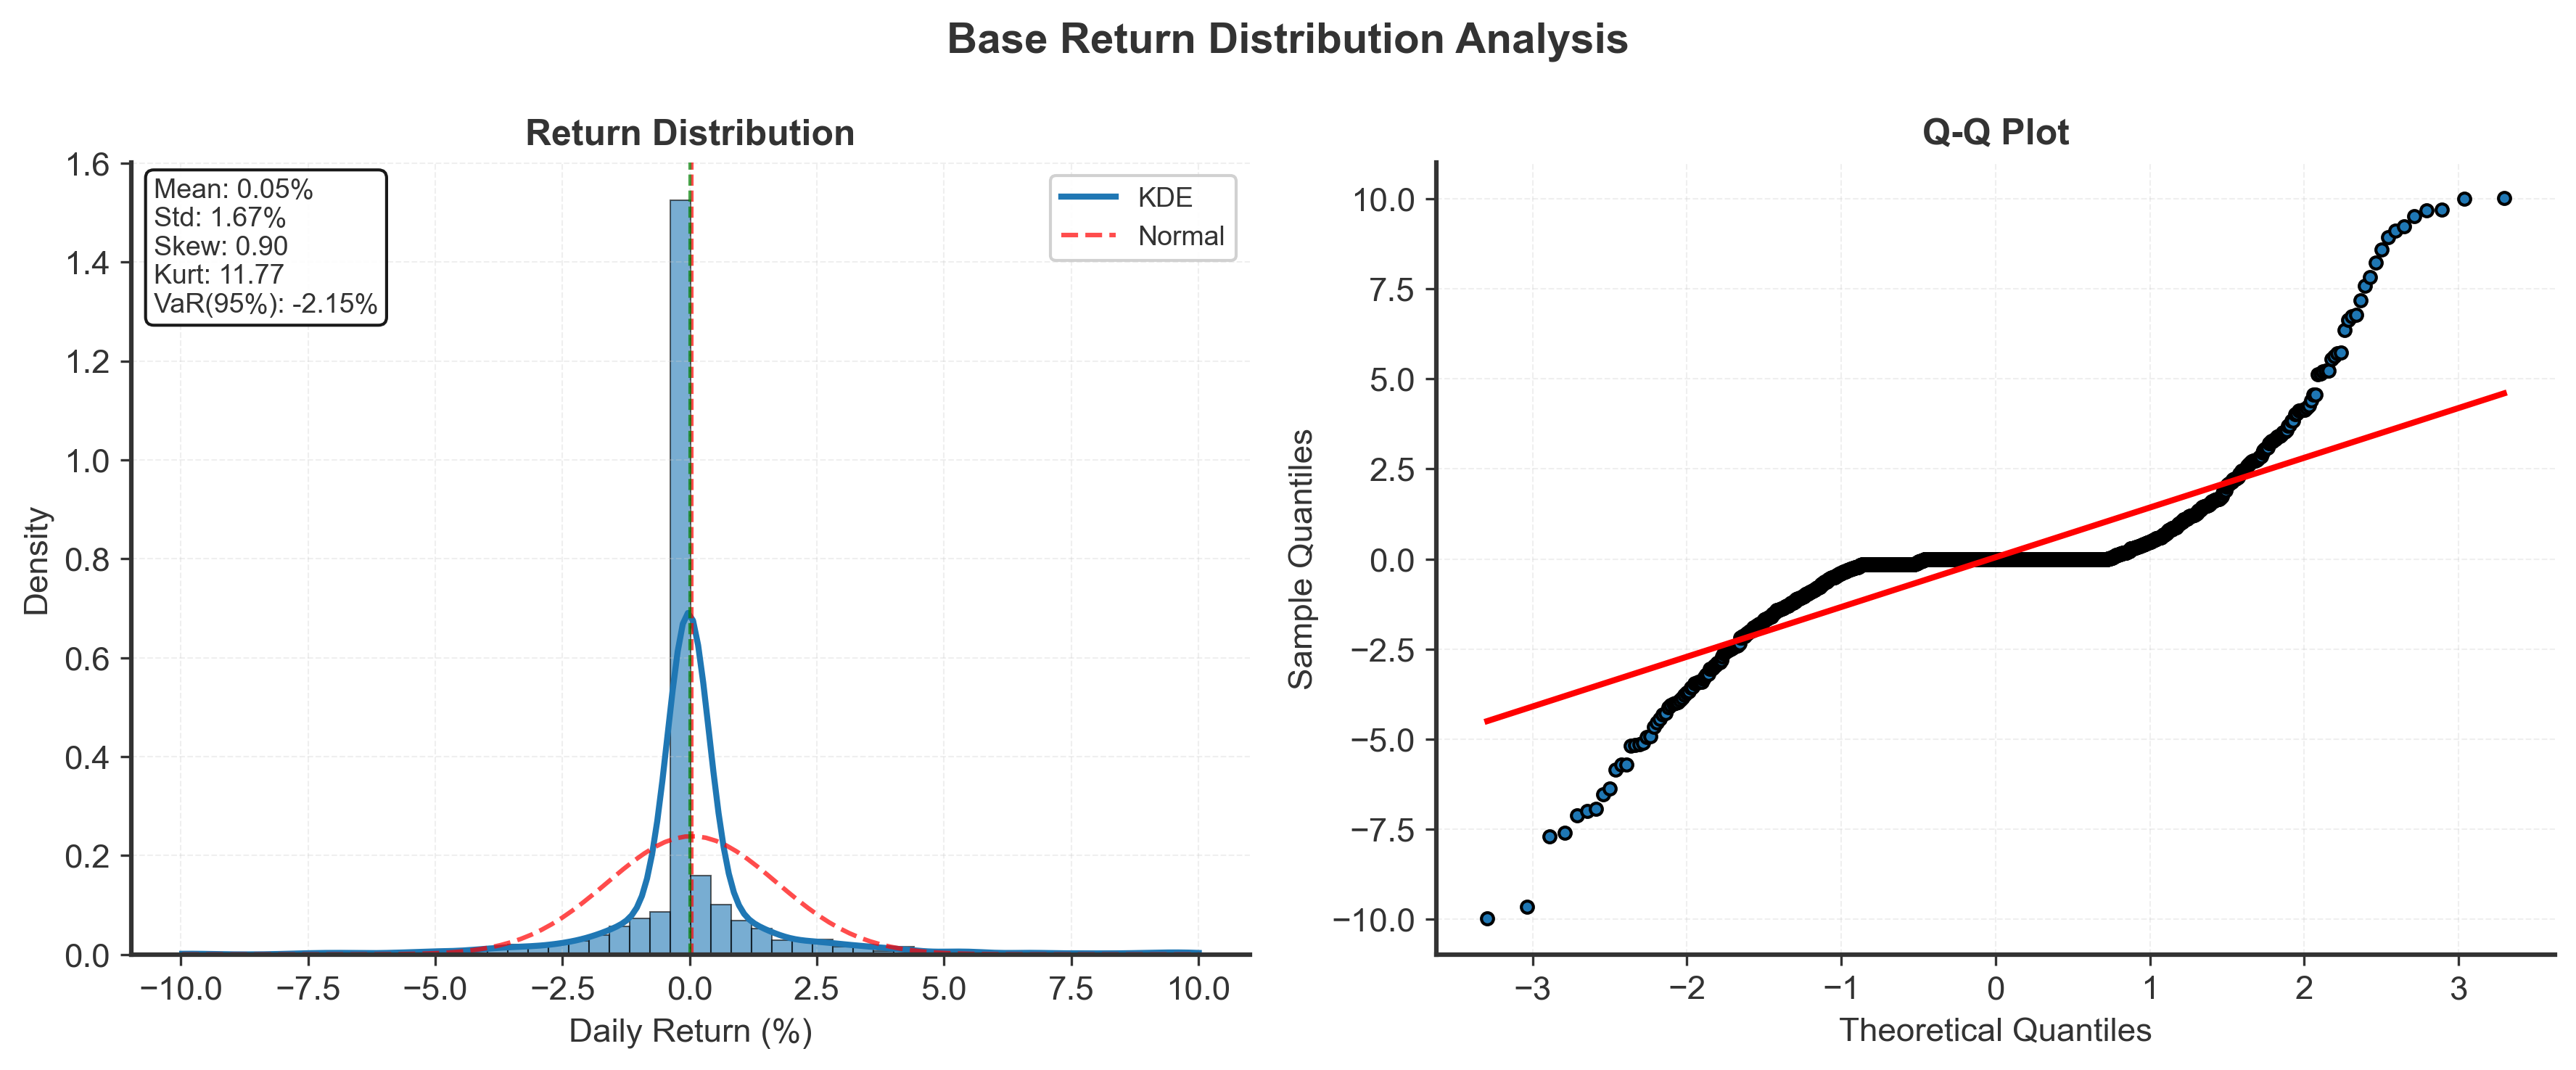 Base Return Distribution Analysis
Return Distribution
Mean: 0.05%
Std: 1.67%
Skew: 0.90
Kurt: 11.77
VaR(95%): -2.15%
KDE
Normal
1.6
1.4
1.2
1.0
0.8
0.6
0.4
0.2
0.0
Density
−10.0
−7.5
−5.0
−2.5
0.0
2.5
5.0
7.5
10.0
Daily Return (%)
Q-Q Plot
10.0
7.5
5.0
2.5
0.0
−2.5
−5.0
−7.5
−10.0
Sample Quantiles
−3
−2
−1
0
1
2
3
Theoretical Quantiles